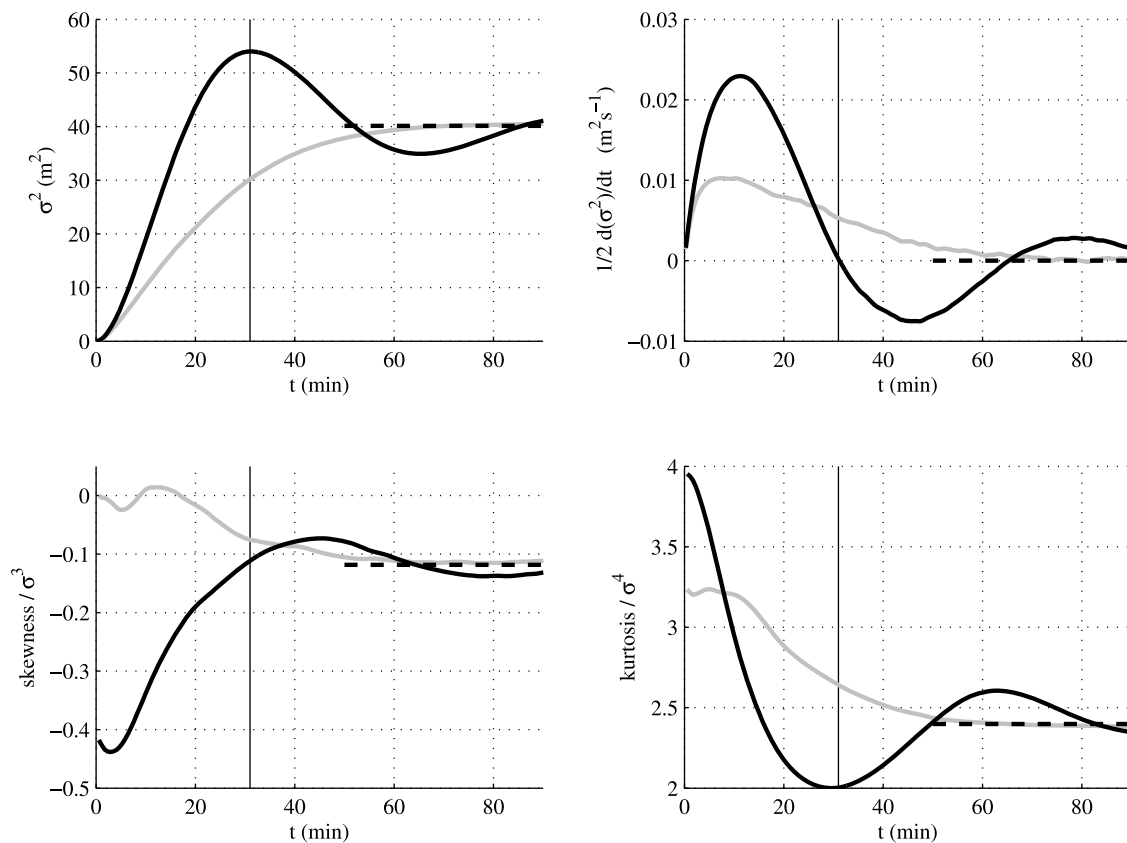 60
50
40
30
20
10
0
σ² (m²)
0 20 40 60 80
t (min)
0.03
0.02
0.01
0
−0.01
1/2 d(σ²)/dt (m²s⁻¹)
0 20 40 60 80
t (min)
0
−0.1
−0.2
−0.3
−0.4
−0.5
skewness / σ³
0 20 40 60 80
t (min)
4
3.5
3
2.5
2
kurtosis / σ⁴
0 20 40 60 80
t (min)